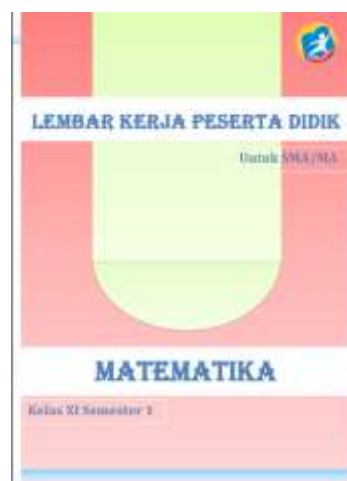 LEMBAR KERJA PESERTA DIDIK
Untuk SMA/MA
MATEMATIKA
Kelas XI Semester 1